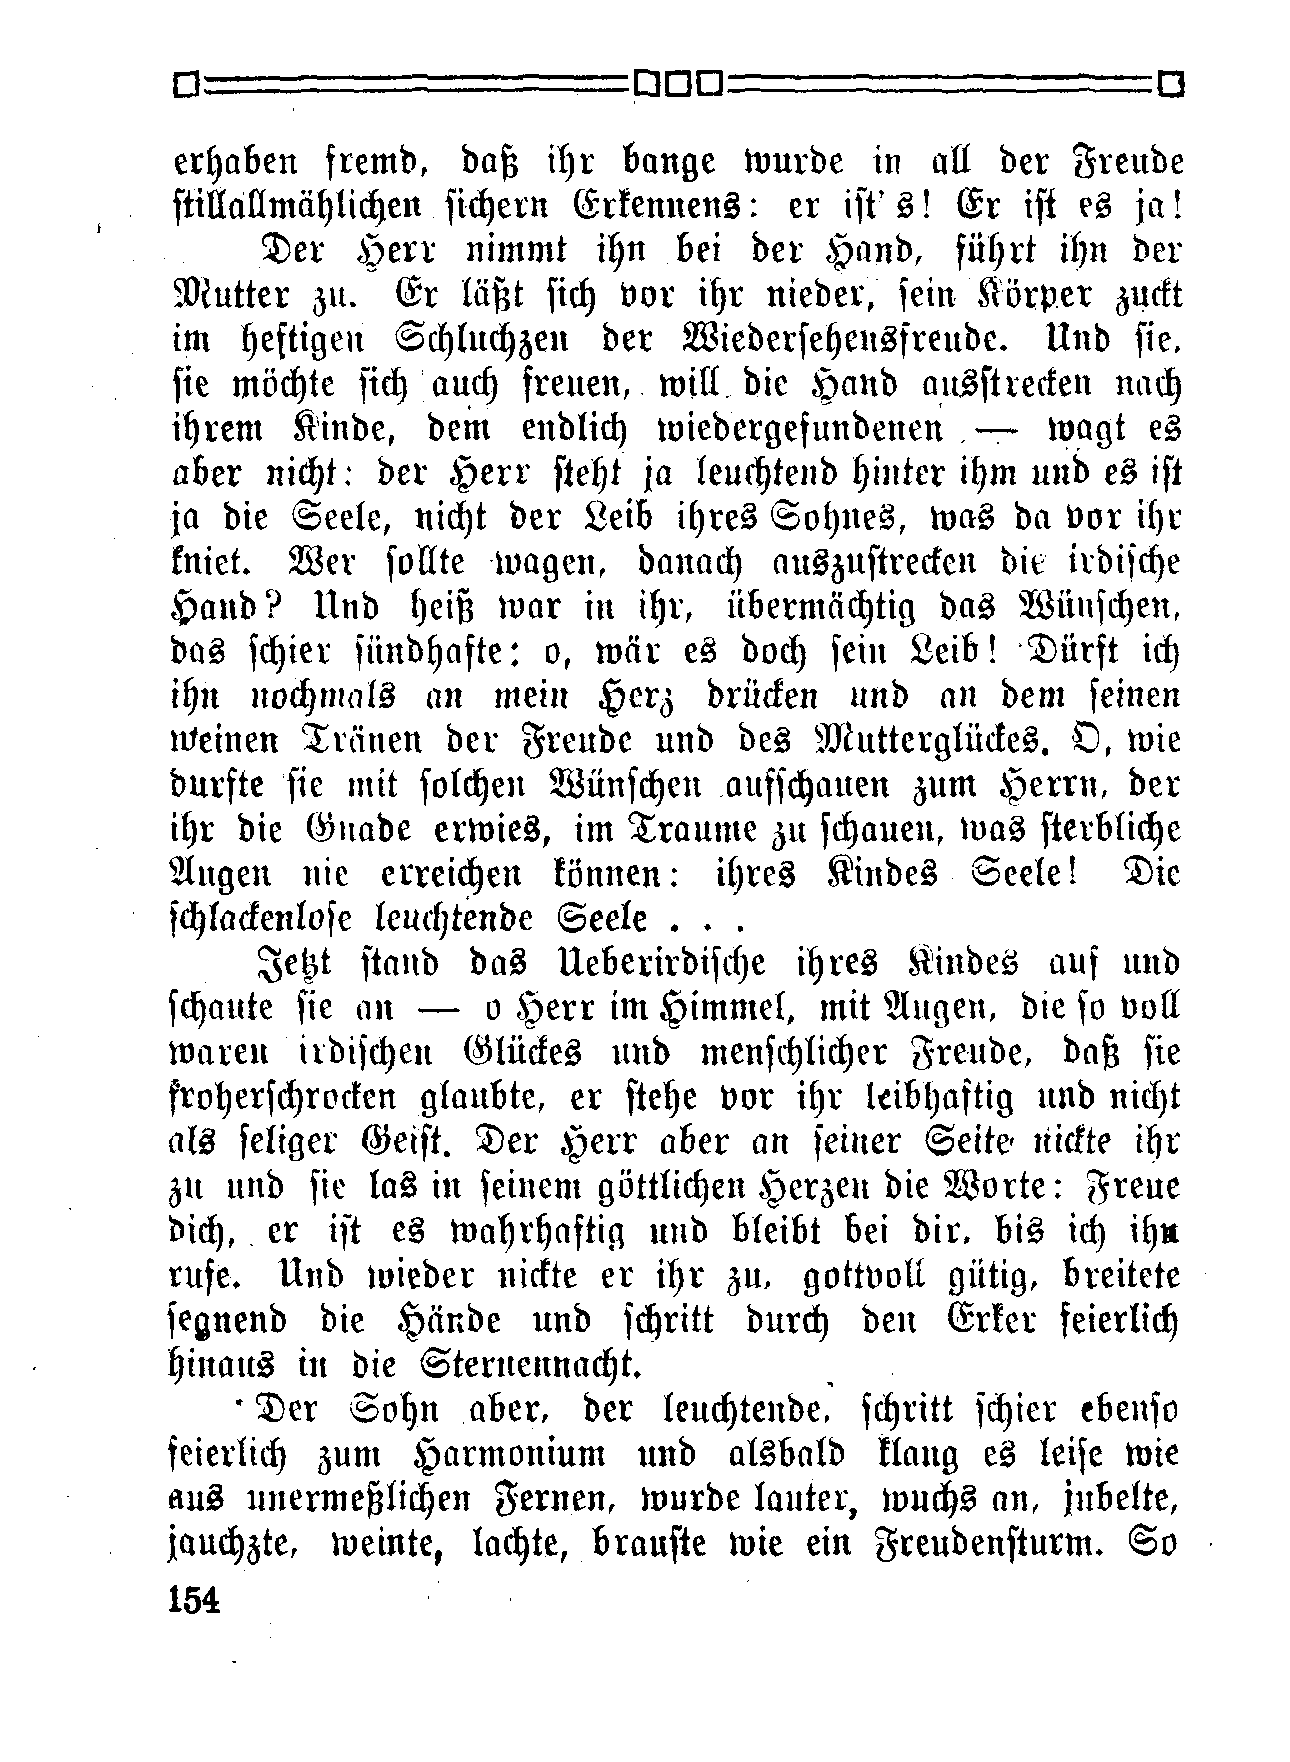 erhaben fremd, daß ihr bange wurde in all der Freude
stillallmählichen sichern Erkennens: er ist's! Er ist es ja!
Der Herr nimmt ihn bei der Hand, führt ihn der
Mutter zu. Er läßt sich vor ihr nieder, sein Körper zuckt
im heftigen Schluchzen der Wiedersehensfreude. Und sie,
sie möchte sich auch freuen, will die Hand ausstrecken nach
ihrem Kinde, dem endlich wiedergefundenen — wagt es
aber nicht: der Herr steht ja leuchtend hinter ihm und es ist
ja die Seele, nicht der Leib ihres Sohnes, was da vor ihr
kniet. Wer sollte wagen, danach auszustrecken die irdische
Hand? Und heiß war in ihr, übermächtig das Wünschen,
das schier sündhafte: o, wär es doch sein Leib! Dürft ich
ihn nochmals an mein Herz drücken und an dem seinen
weinen Tränen der Freude und des Mutterglückes. O, wie
durfte sie mit solchen Wünschen aufschauen zum Herrn, der
ihr die Gnade erwies, im Traume zu schauen, was sterbliche
Augen nie erreichen können: ihres Kindes Seele! Die
schlackenlose leuchtende Seele . . .
Jetzt stand das Ueberirdische ihres Kindes auf und
schaute sie an — o Herr im Himmel, mit Augen, die so voll
waren irdischen Glückes und menschlicher Freude, daß sie
froherschrocken glaubte, er stehe vor ihr leibhaftig und nicht
als seliger Geist. Der Herr aber an seiner Seite nickte ihr
zu und sie las in seinem göttlichen Herzen die Worte: Freue
dich, er ist es wahrhaftig und bleibt bei dir, bis ich ihn
rufe. Und wieder nickte er ihr zu, gottvoll gütig, breitete
segnend die Hände und schritt durch den Erker feierlich
hinaus in die Sternennacht.
Der Sohn aber, der leuchtende, schritt schier ebenso
feierlich zum Harmonium und alsbald klang es leise wie
aus unermeßlichen Fernen, wurde lauter, wuchs an, jubelte,
jauchzte, weinte, lachte, brauste wie ein Freudensturm. So
154